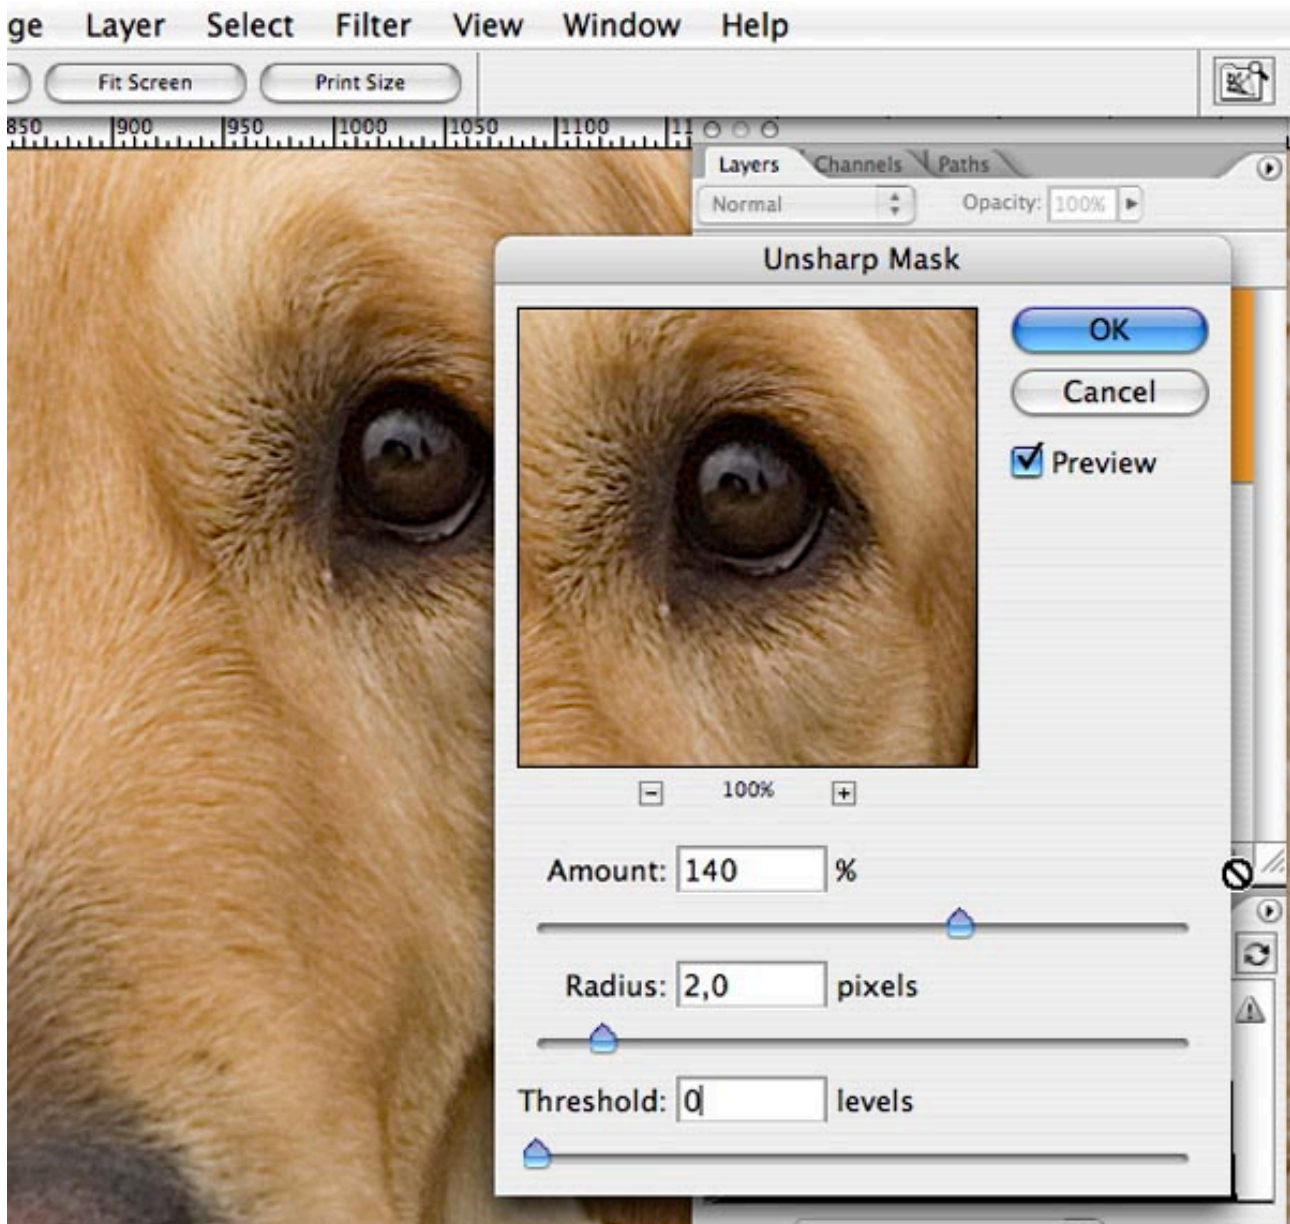 ge Layer Select Filter View Window Help
Fit Screen Print Size
850 900 950 1000 1050 1100 11
Layers Channels Paths
Normal Opacity: 100%
Unsharp Mask
OK
Cancel
Preview
100%
Amount: 140 %
Radius: 2,0 pixels
Threshold: 0 levels